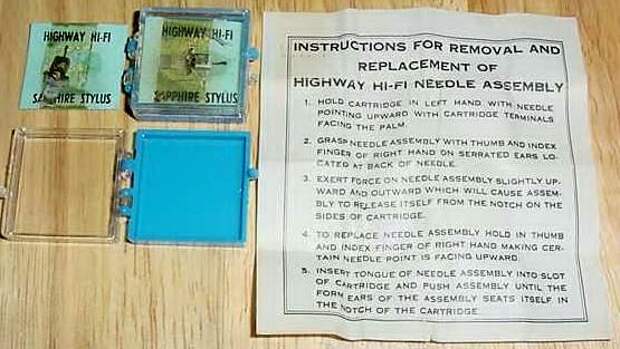 HIGHWAY HI-FI
SAPPHIRE STYLUS
HIGHWAY HI-FI
SAPPHIRE STYLUS
INSTRUCTIONS FOR REMOVAL AND
REPLACEMENT OF
HIGHWAY HI-FI NEEDLE ASSEMBLY
1. HOLD CARTRIDGE IN LEFT HAND WITH NEEDLE
POINTING UPWARD WITH CARTRIDGE TERMINALS
FACING THE PALM.
2. GRASP NEEDLE ASSEMBLY WITH THUMB AND INDEX
FINGER OF RIGHT HAND ON SERRATED EARS LO-
CATED AT BACK OF NEEDLE.
3. EXERT FORCE ON NEEDLE ASSEMBLY SLIGHTLY UP-
WARD AND OUTWARD WHICH WILL CAUSE ASSEM-
BLY TO RELEASE ITSELF FROM THE NOTCH ON THE
SIDES OF CARTRIDGE.
4. TO REPLACE NEEDLE ASSEMBLY HOLD IN THUMB
AND INDEX FINGER OF RIGHT HAND MAKING CER-
TAIN NEEDLE POINT IS FACING UPWARD.
5. INSERT TONGUE OF NEEDLE ASSEMBLY INTO SLOT
OF CARTRIDGE AND PUSH ASSEMBLY UNTIL THE
FORM EARS OF THE ASSEMBLY SEATS ITSELF IN
THE NOTCH OF THE CARTRIDGE